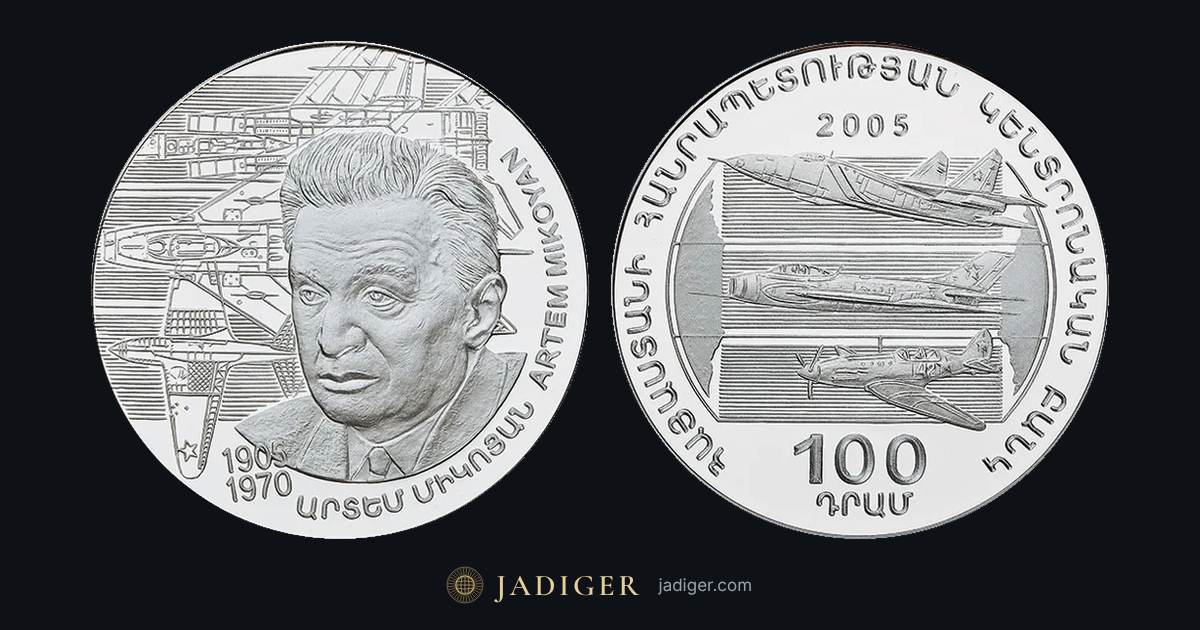 ARTEM MIKOYAN
1905
1970
ԱՐՏԵՄ ՄԻԿՈՅԱՆ
ՀԱՅԱՍՏԱՆԻ ՀԱՆՐԱՊԵՏՈՒԹՅԱՆ ԿԵՆՏՐՈՆԱԿԱՆ ԲԱՆԿ
2005
100
ԴՐԱՄ
JADIGER
jadiger.com